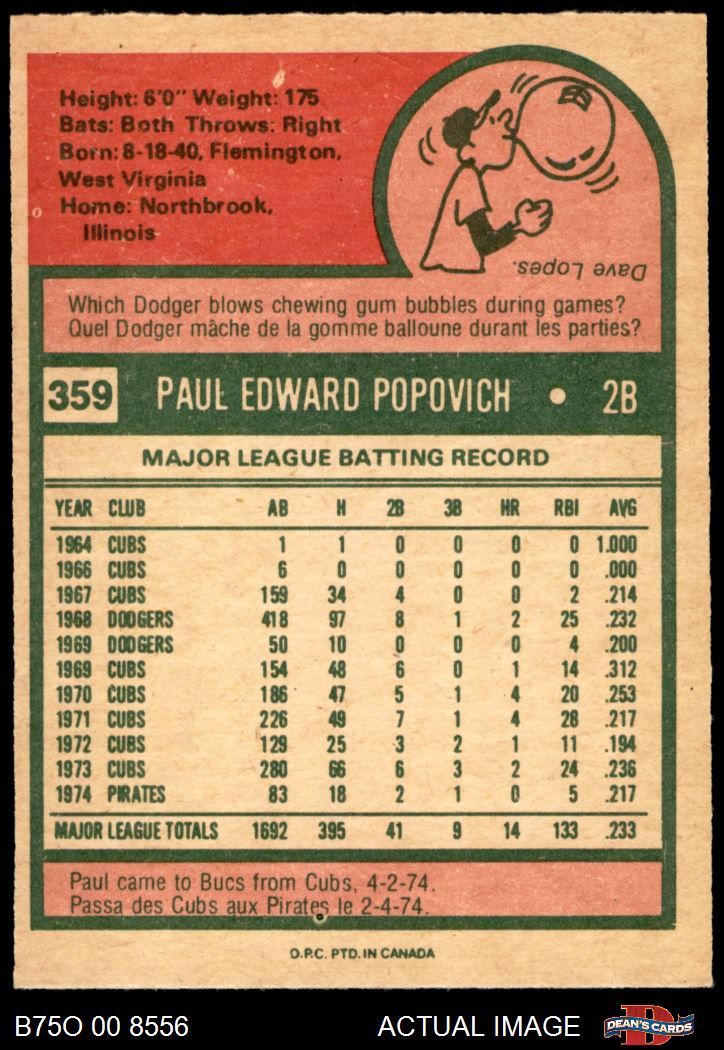 Height: 6'0" Weight: 175
Bats: Both Throws: Right
Born: 8-18-40, Flemington,
West Virginia
Home: Northbrook,
Illinois
Dave Lopes.
Which Dodger blows chewing gum bubbles during games?
Quel Dodger mâche de la gomme balloune durant les parties?
359 PAUL EDWARD POPOVICH • 2B
MAJOR LEAGUE BATTING RECORD
YEAR CLUB AB H 2B 3B HR RBI AVG
1964 CUBS 1 1 0 0 0 0 1.000
1966 CUBS 6 0 0 0 0 0 .000
1967 CUBS 159 34 4 0 0 2 .214
1968 DODGERS 418 97 8 1 2 25 .232
1969 DODGERS 50 10 0 0 0 4 .200
1969 CUBS 154 48 6 0 1 14 .312
1970 CUBS 186 47 5 1 4 20 .253
1971 CUBS 226 49 7 1 4 28 .217
1972 CUBS 129 25 3 2 1 11 .194
1973 CUBS 280 66 6 3 2 24 .236
1974 PIRATES 83 18 2 1 0 5 .217
MAJOR LEAGUE TOTALS 1692 395 41 9 14 133 .233
Paul came to Bucs from Cubs, 4-2-74.
Passa des Cubs aux Pirates le 2-4-74.
O.P.C. PTD. IN CANADA
B75O 00 8556 ACTUAL IMAGE D DEAN'S CARDS